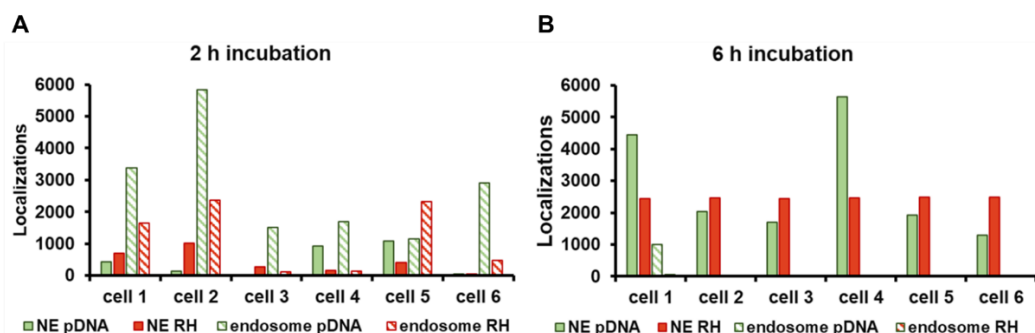 A
2 h incubation
Localizations
6000
5000
4000
3000
2000
1000
0
cell 1 cell 2 cell 3 cell 4 cell 5 cell 6
NE pDNA NE RH endosome pDNA endosome RH
B
6 h incubation
Localizations
6000
5000
4000
3000
2000
1000
0
cell 1 cell 2 cell 3 cell 4 cell 5 cell 6
NE pDNA NE RH endosome pDNA endosome RH